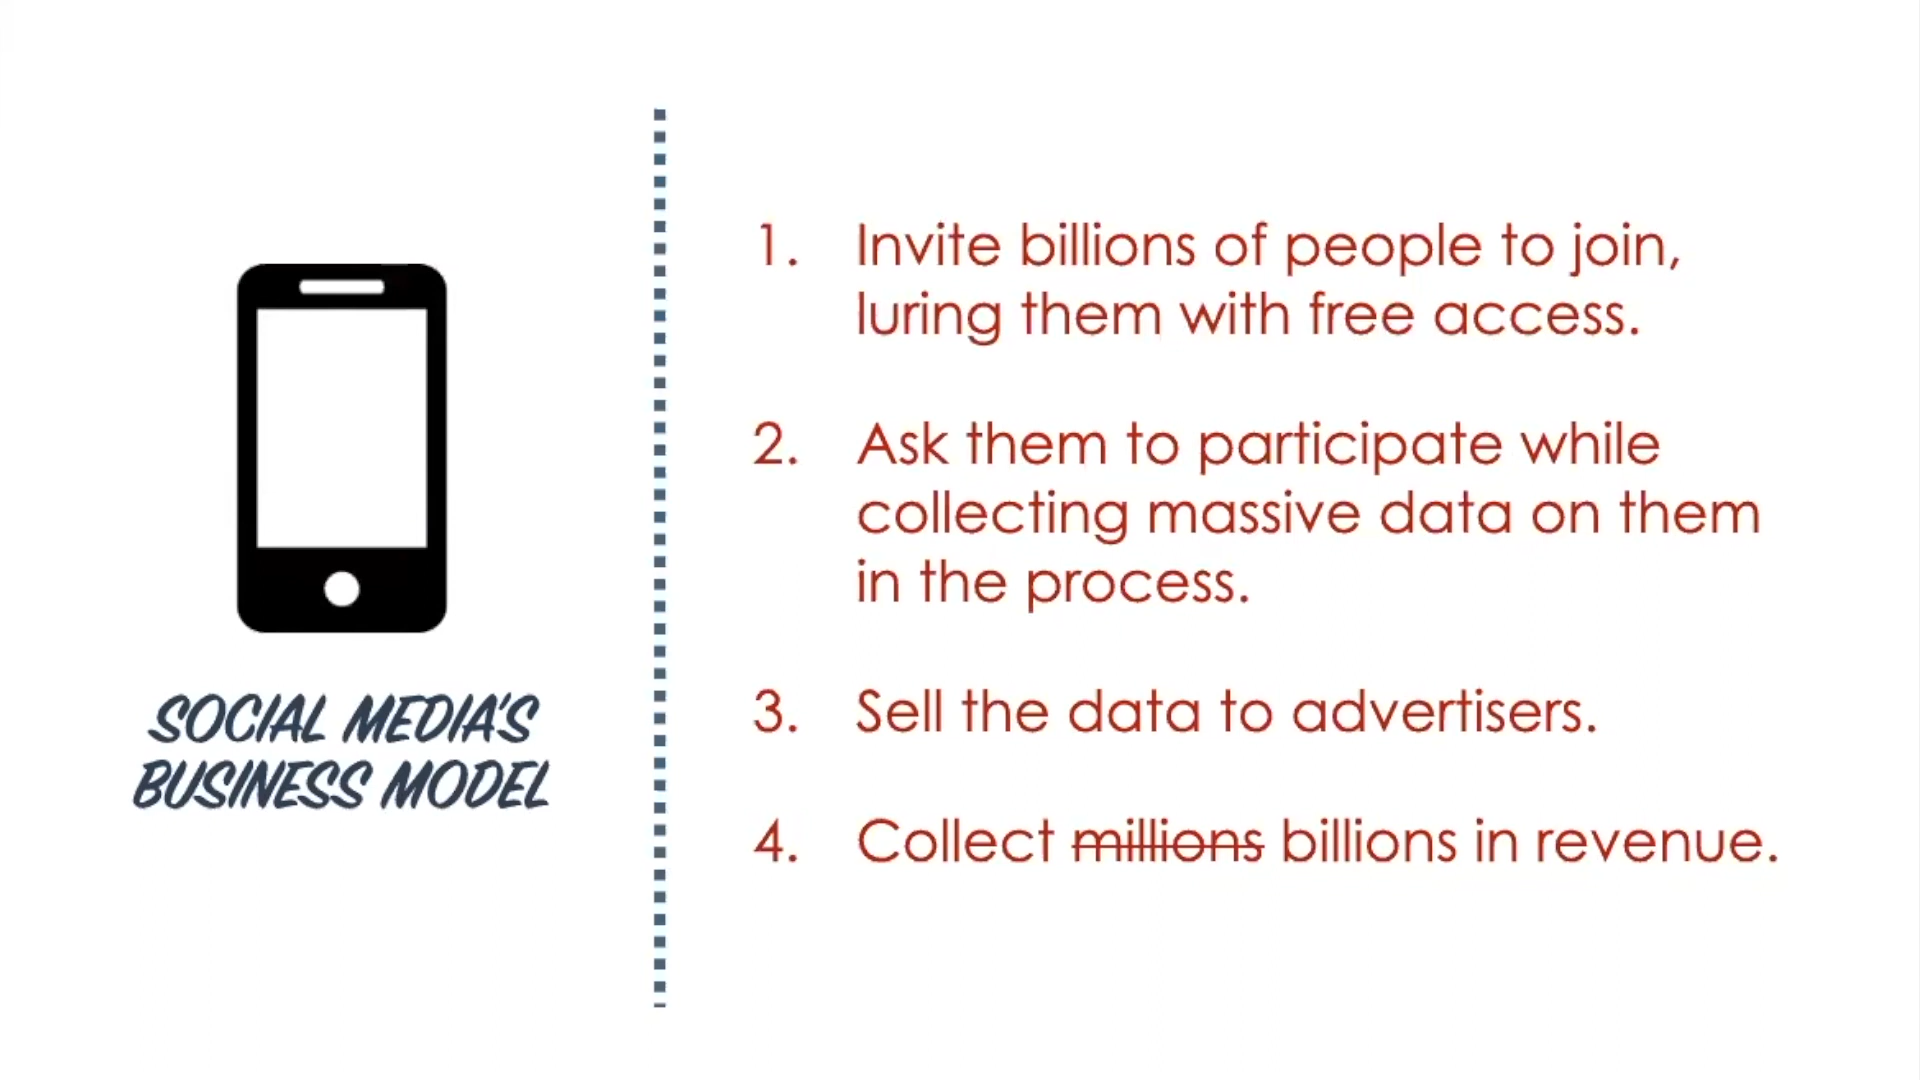 SOCIAL MEDIA'S
BUSINESS MODEL
1. Invite billions of people to join,
luring them with free access.
2. Ask them to participate while
collecting massive data on them
in the process.
3. Sell the data to advertisers.
4. Collect millions billions in revenue.